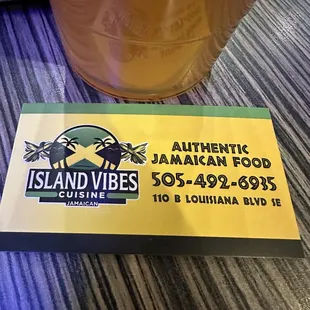 ISLAND VIBES
CUISINE
JAMAICAN
AUTHENTIC
JAMAICAN FOOD
505-492-6935
110 B LOUISIANA BLVD SE